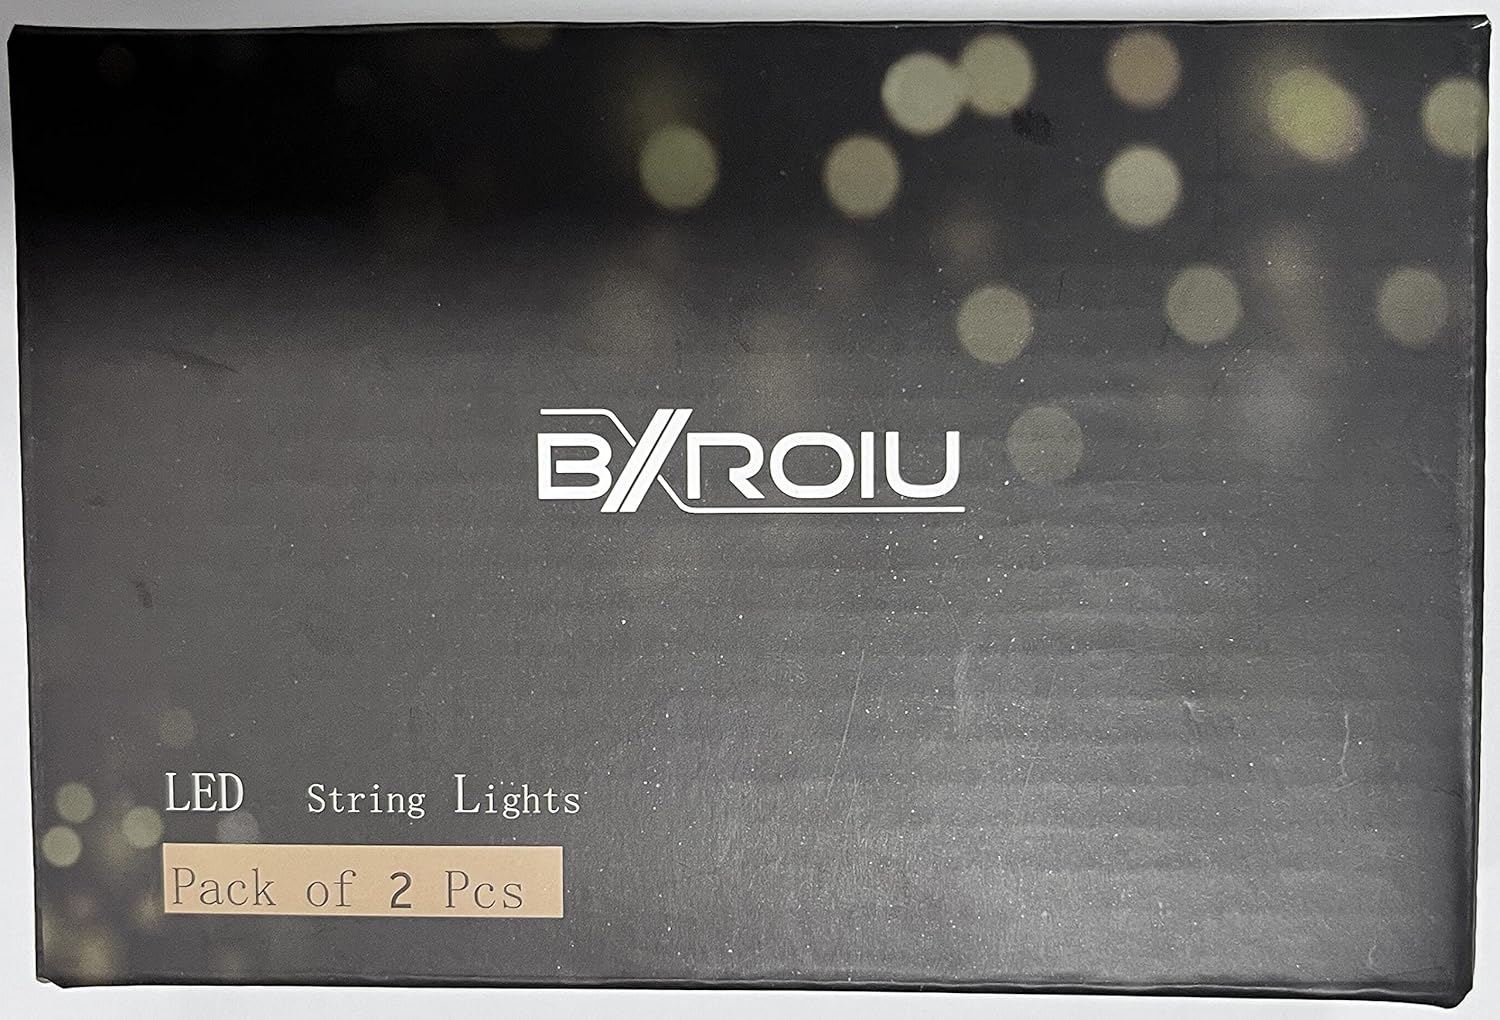 BXROIU
LED String Lights
Pack of 2 Pcs